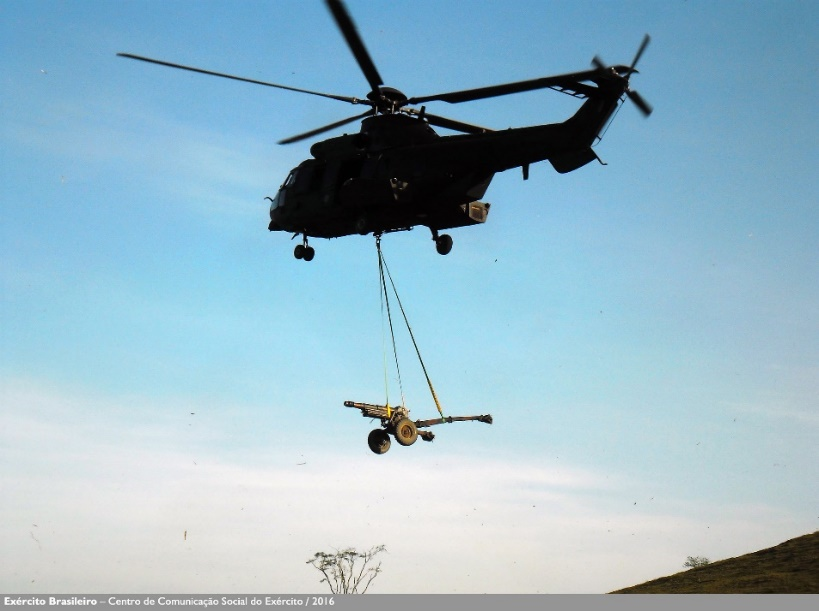 Exército Brasileiro – Centro de Comunicação Social do Exército / 2016